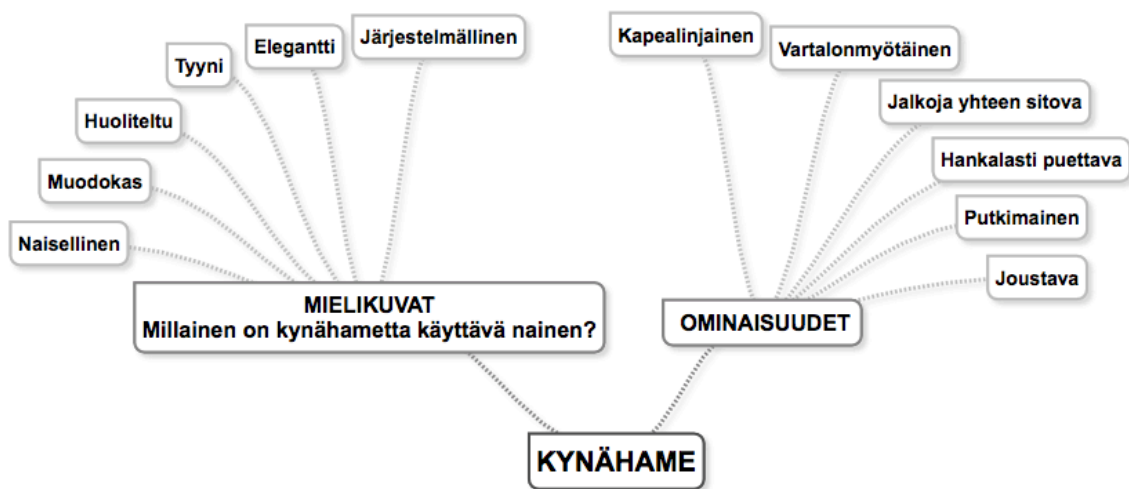 Järjestelmällinen
Elegantti
Tyyni
Huoliteltu
Muodokas
Naisellinen
MIELIKUVAT
Millainen on kynähametta käyttävä nainen?
Kapealinjainen
Vartalonmyötäinen
Jalkoja yhteen sitova
Hankalasti puettava
Putkimainen
Joustava
OMINAISUUDET
KYNÄHAME